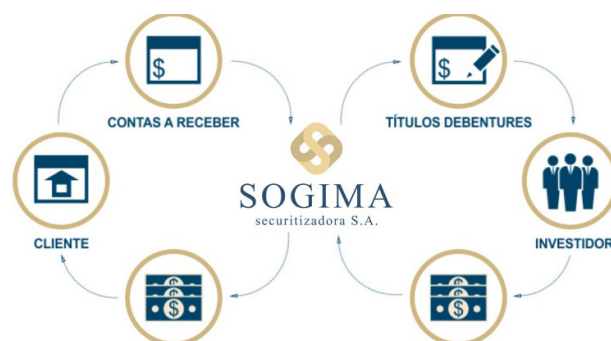 CONTAS A RECEBER
TÍTULOS DEBENTURES
SOGIMA
securitizadora S.A.
CLIENTE
INVESTIDOR
$
$
$
$
$
$
$
$